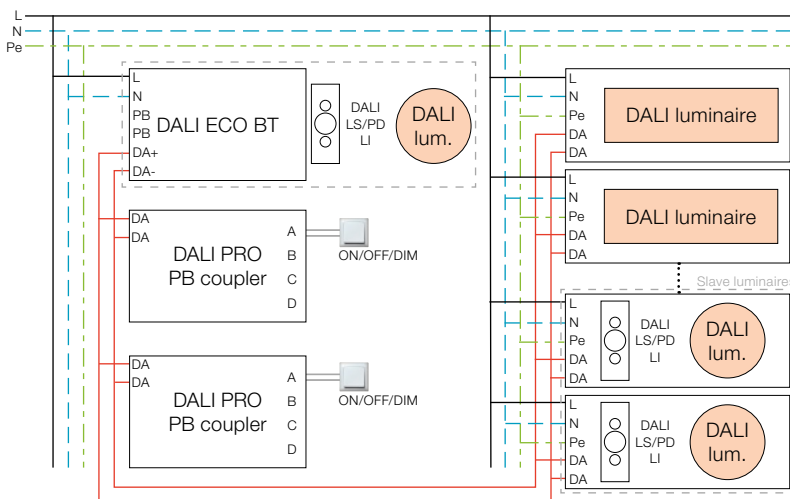 L
N
Pe
L
N
PB
PB
DA+
DA-
DALI ECO BT
DALI
LS/PD
LI
DALI
lum.
DA
DA
DALI PRO
PB coupler
A
B
C
D
ON/OFF/DIM
DA
DA
DALI PRO
PB coupler
A
B
C
D
ON/OFF/DIM
L
N
Pe
DA
DA
DALI luminaire
L
N
Pe
DA
DA
DALI luminaire
Slave luminaires
L
N
Pe
DA
DA
DALI
LS/PD
LI
DALI
lum.
L
N
Pe
DA
DA
DALI
LS/PD
LI
DALI
lum.